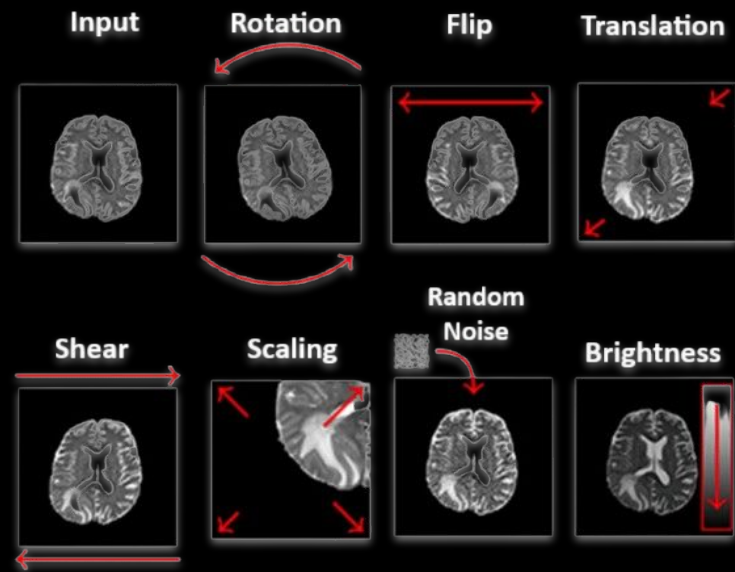 Input
Rotation
Flip
Translation
Shear
Scaling
Random
Noise
Brightness